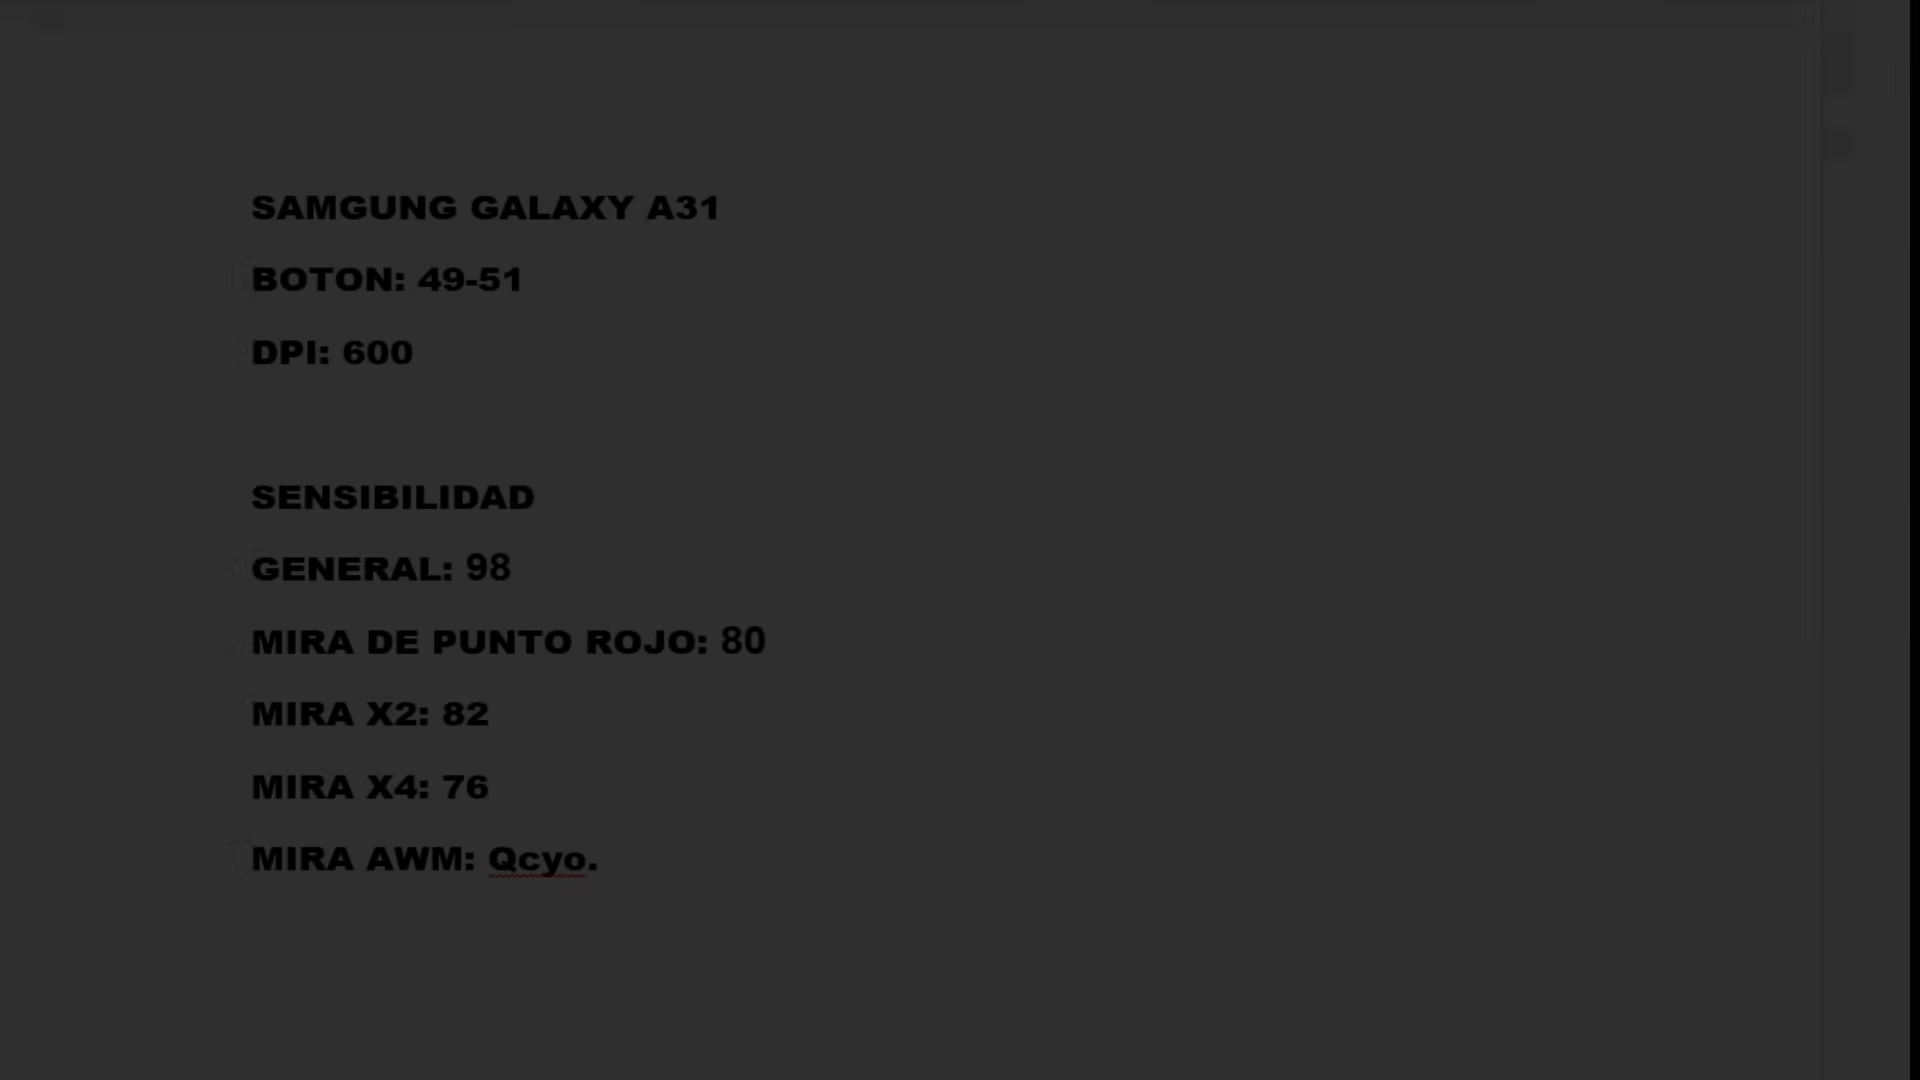 SAMGUNG GALAXY A31
BOTON: 49-51
DPI: 600
SENSIBILIDAD
GENERAL: 98
MIRA DE PUNTO ROJO: 80
MIRA X2: 82
MIRA X4: 76
MIRA AWM: Qcyo.